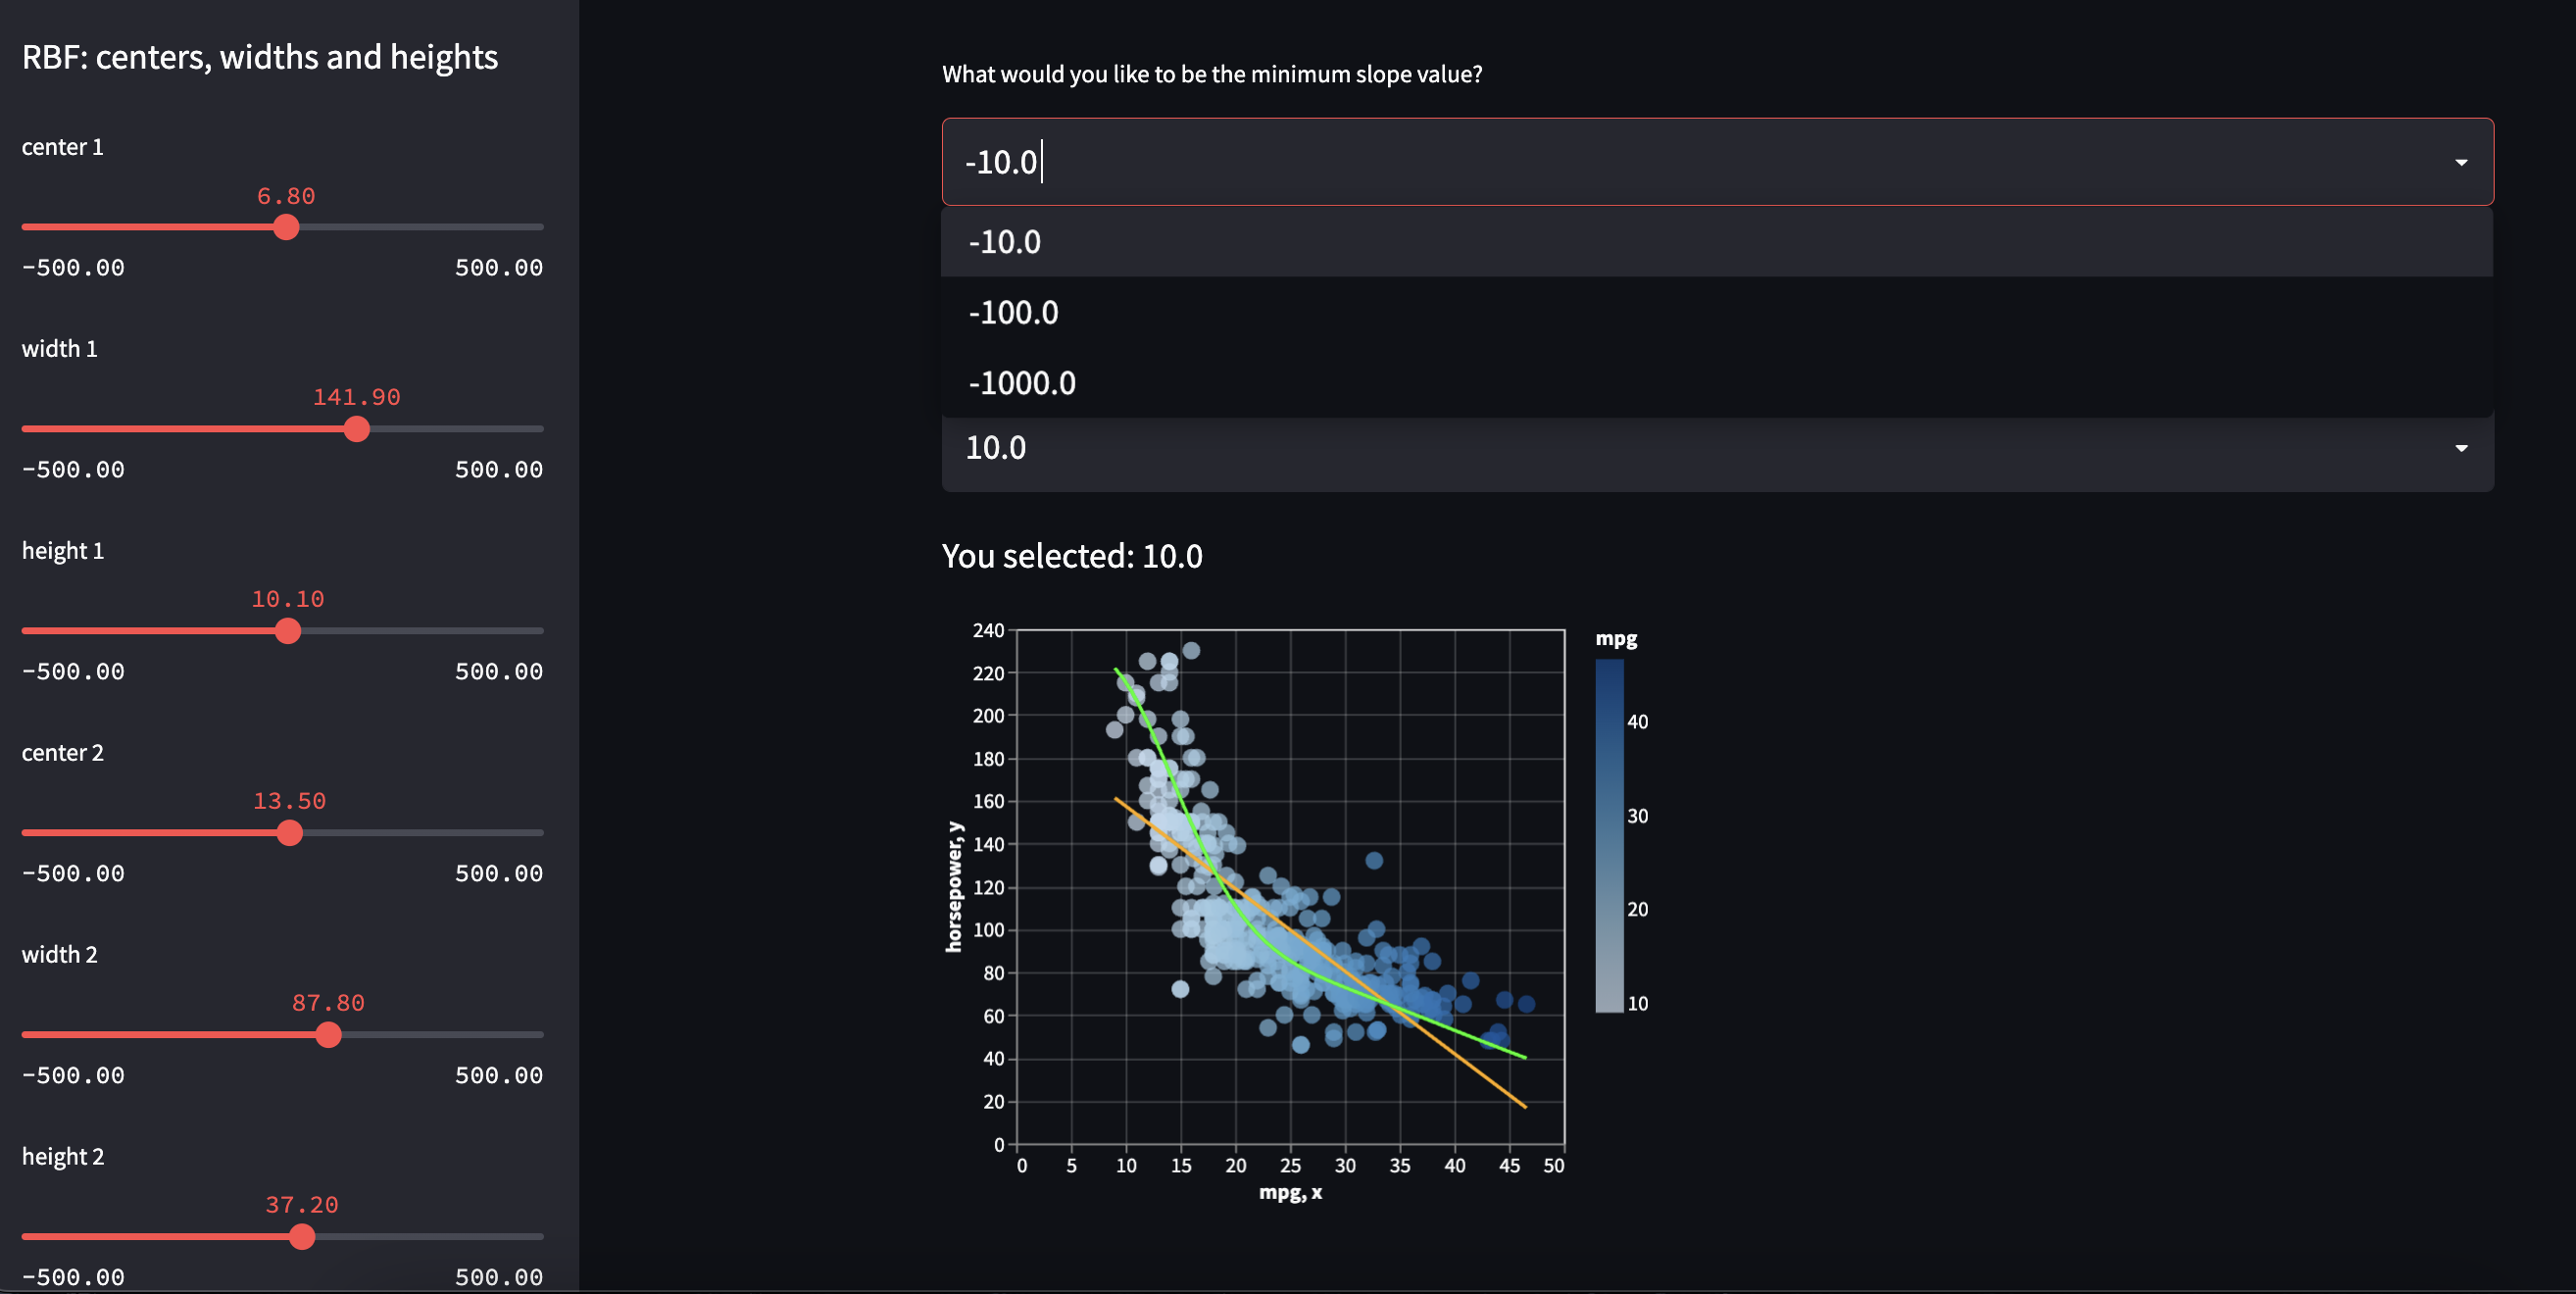 RBF: centers, widths and heights
center 1
6.80
-500.00 500.00
width 1
141.90
-500.00 500.00
height 1
10.10
-500.00 500.00
center 2
13.50
-500.00 500.00
width 2
87.80
-500.00 500.00
height 2
37.20
-500.00 500.00
What would you like to be the minimum slope value?
-10.0
-10.0
-100.0
-1000.0
10.0
You selected: 10.0
240
220
200
180
160
140
120
100
80
60
40
20
0
horsepower, y
0 5 10 15 20 25 30 35 40 45 50
mpg, x
mpg
40
30
20
10